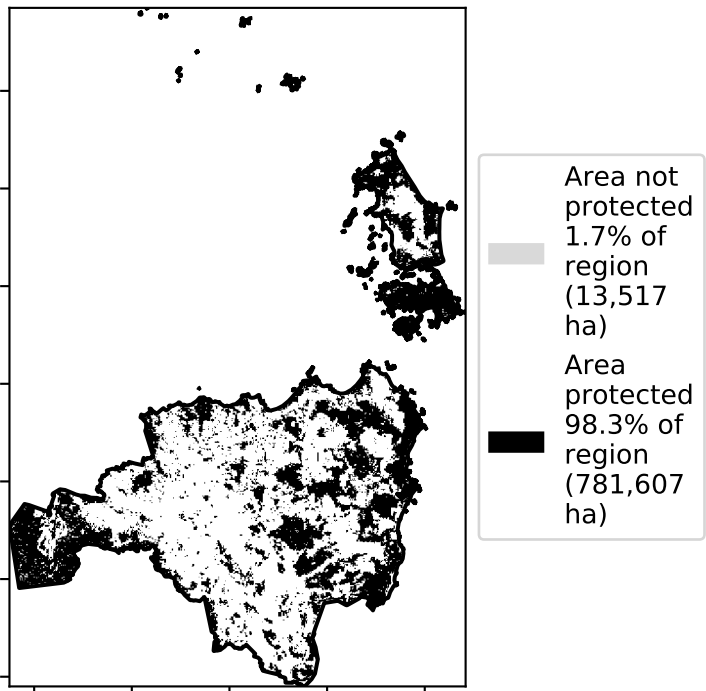 Area not
protected
1.7% of
region
(13,517
ha)
Area
protected
98.3% of
region
(781,607
ha)